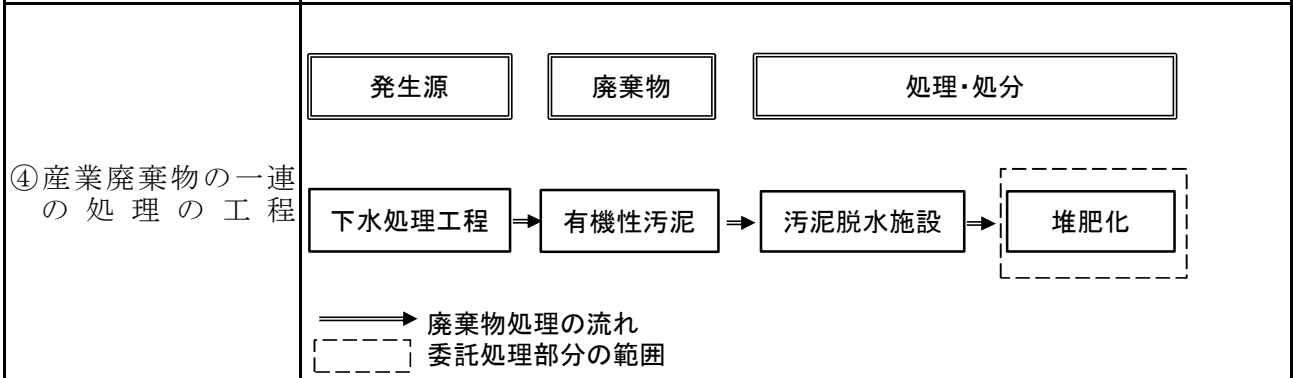 ④産業廃棄物の一連
の処理の工程
発生源
廃棄物
処理・処分
下水処理工程
有機性汚泥
汚泥脱水施設
堆肥化
廃棄物処理の流れ
委託処理部分の範囲